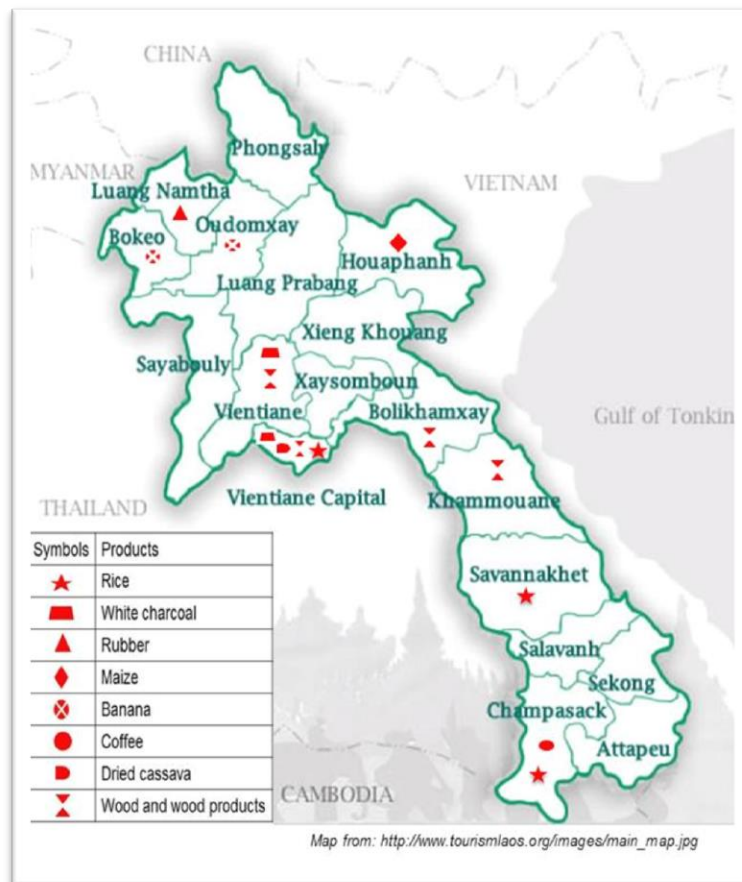 CHINA
Phongsaly
MYANMAR
Luang Namtha
VIETNAM
Oudomxay
Bokeo
Houaphanh
Luang Prabang
Xieng Khouang
Sayabouly
Xaysomboun
Vientiane
Bolikhamxay
Gulf of Tonkin
Vientiane Capital
Khammouane
THAILAND
Symbols Products
Rice
White charcoal
Rubber
Maize
Banana
Coffee
Dried cassava
Wood and wood products
Savannakhet
Salavanh
Sekong
Champasack
Attapeu
CAMBODIA
Map from: http://www.tourismlaos.org/images/main_map.jpg